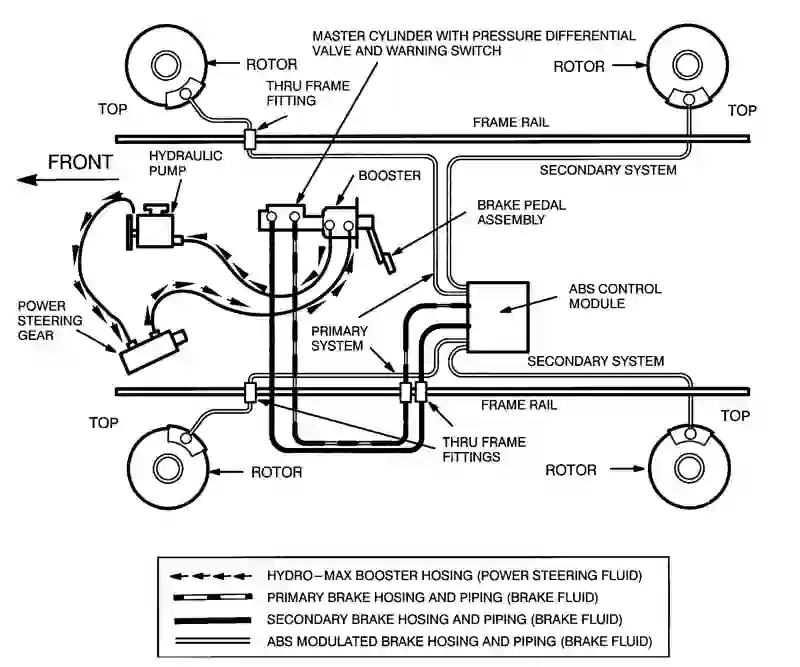 MASTER CYLINDER WITH PRESSURE DIFFERENTIAL
VALVE AND WARNING SWITCH
ROTOR
ROTOR
THRU FRAME
FITTING
TOP
TOP
FRAME RAIL
FRONT
HYDRAULIC
PUMP
BOOSTER
SECONDARY SYSTEM
BRAKE PEDAL
ASSEMBLY
ABS CONTROL
MODULE
POWER
STEERING
GEAR
PRIMARY
SYSTEM
SECONDARY SYSTEM
FRAME RAIL
TOP
TOP
THRU FRAME
FITTINGS
ROTOR
ROTOR
HYDRO-MAX BOOSTER HOSING (POWER STEERING FLUID)
PRIMARY BRAKE HOSING AND PIPING (BRAKE FLUID)
SECONDARY BRAKE HOSING AND PIPING (BRAKE FLUID)
ABS MODULATED BRAKE HOSING AND PIPING (BRAKE FLUID)